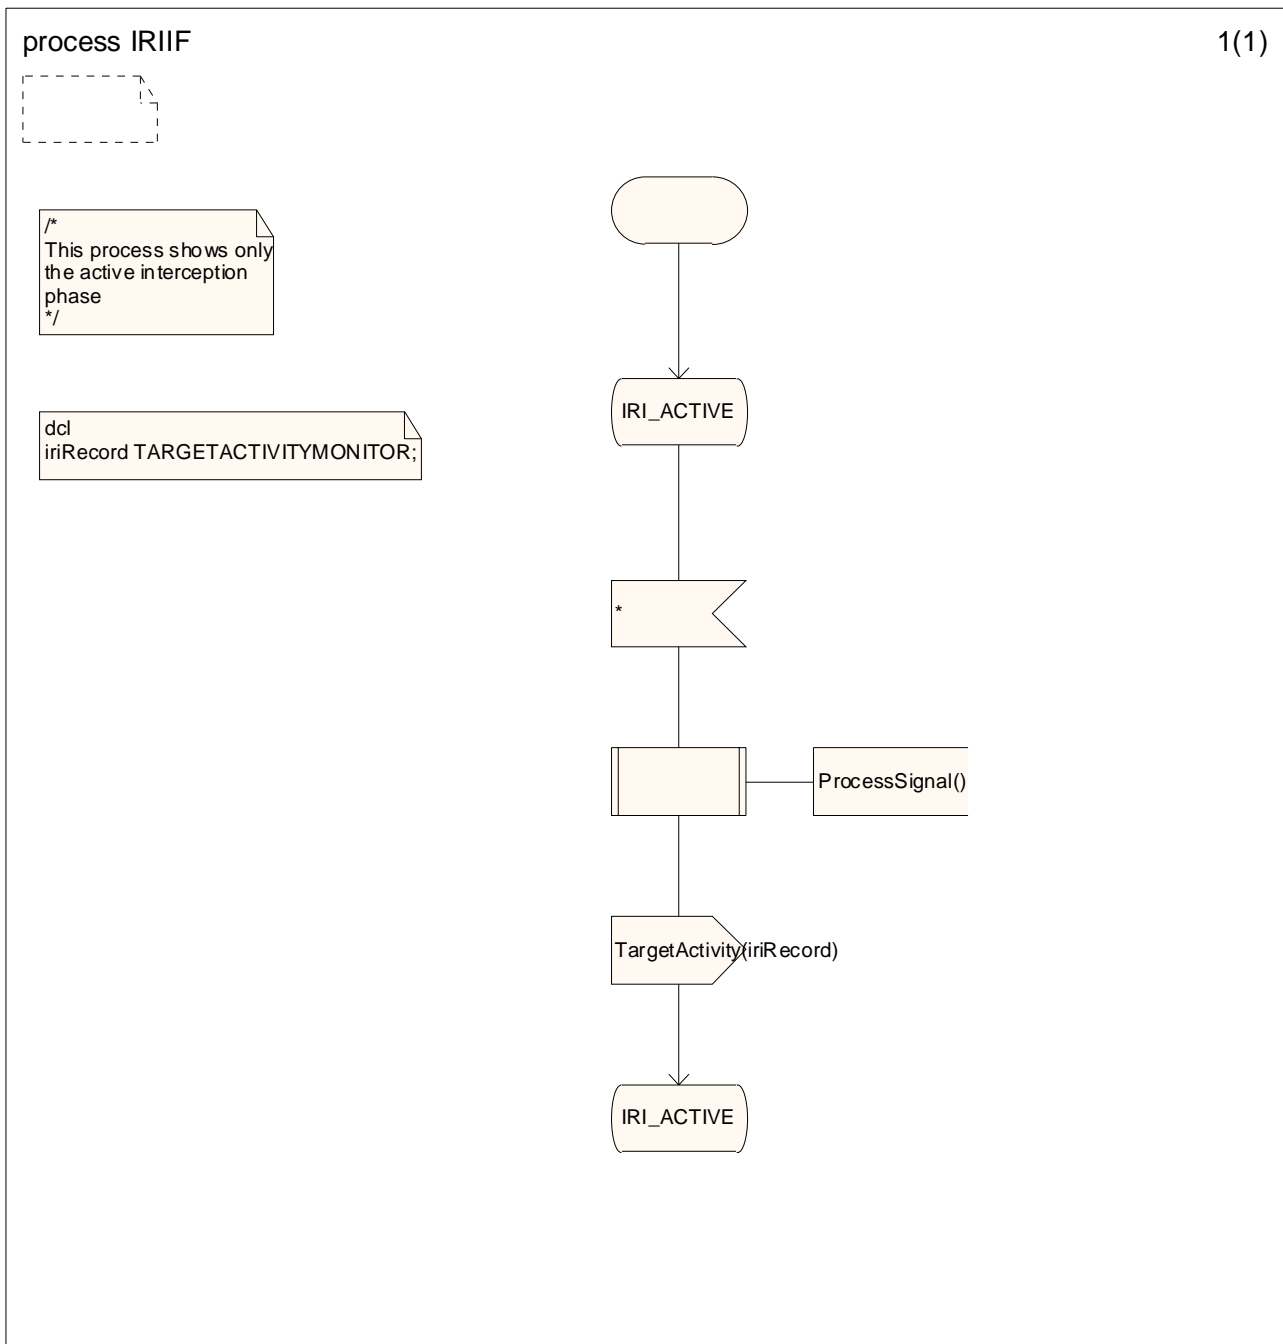 process IRIIF
1(1)
/*
This process shows only
the active interception
phase
*/
dcl
iriRecord TARGETACTIVITYMONITOR;
IRI_ACTIVE
*
ProcessSignal()
TargetActivity(iriRecord)
IRI_ACTIVE